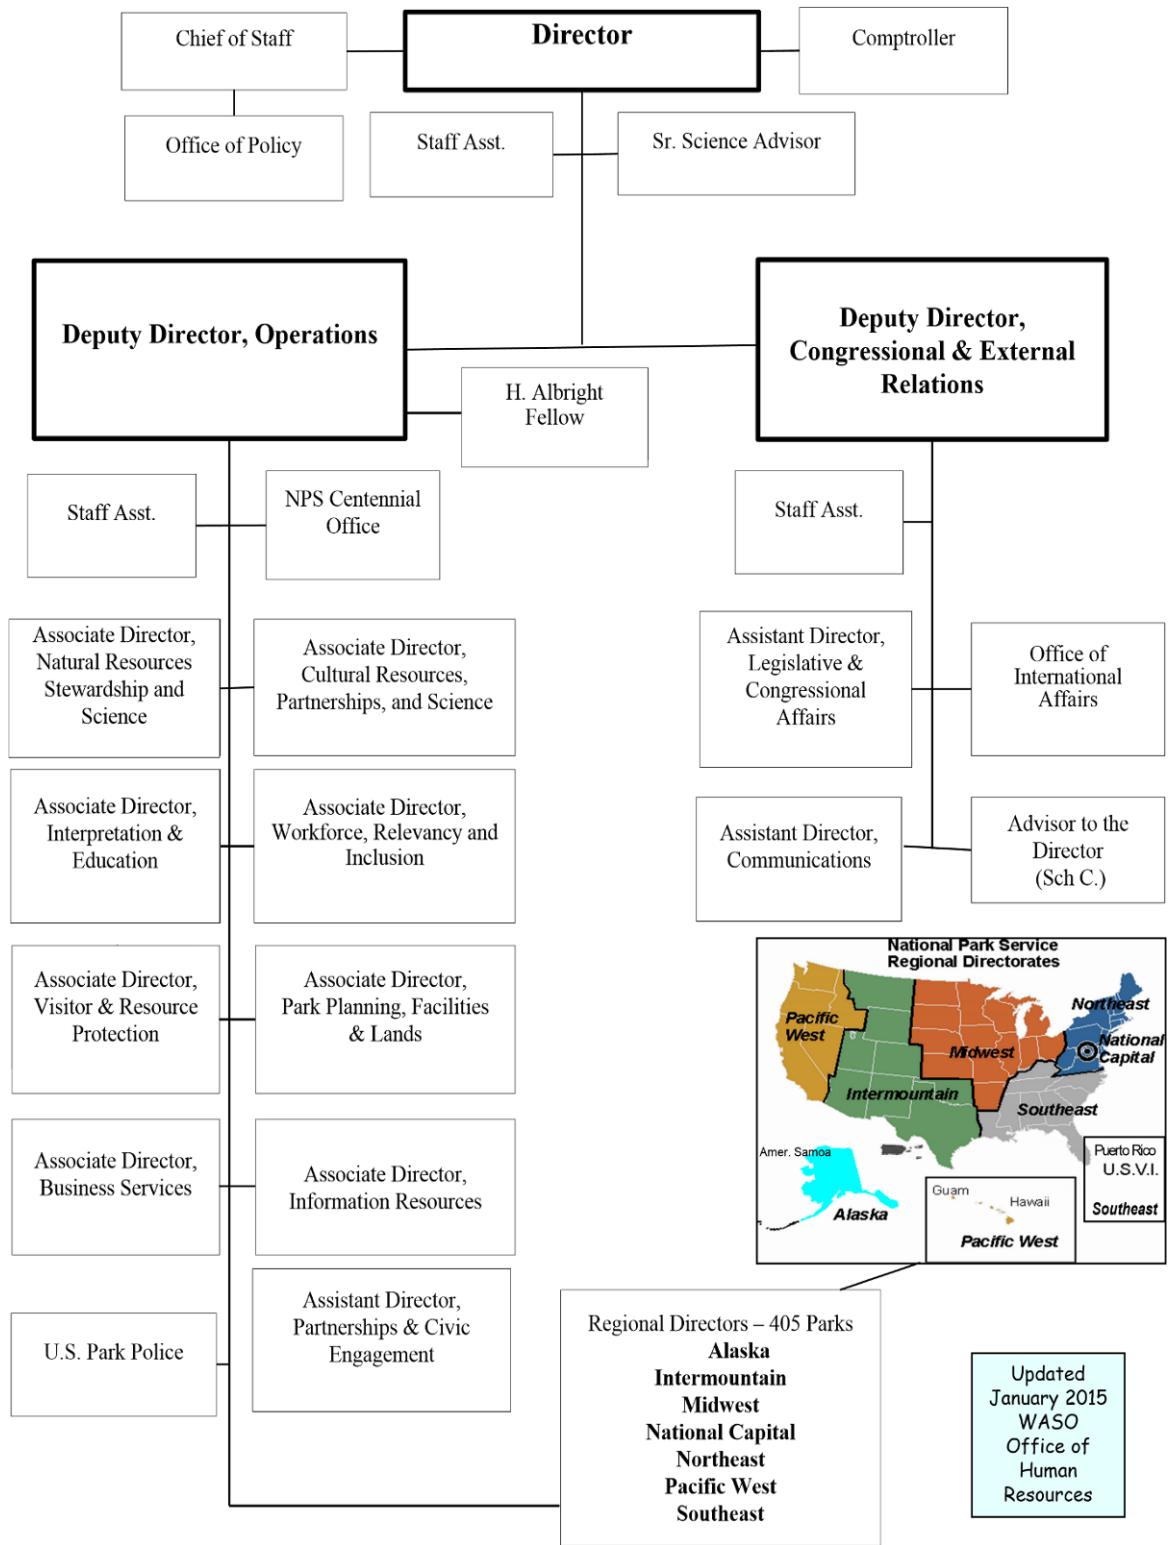 Chief of Staff
Director
Comptroller
Office of Policy
Staff Asst.
Sr. Science Advisor
Deputy Director, Operations
Deputy Director,
Congressional & External
Relations
H. Albright
Fellow
Staff Asst.
NPS Centennial
Office
Staff Asst.
Associate Director,
Natural Resources
Stewardship and
Science
Associate Director,
Cultural Resources,
Partnerships, and Science
Assistant Director,
Legislative &
Congressional
Affairs
Office of
International
Affairs
Associate Director,
Interpretation &
Education
Associate Director,
Workforce, Relevancy and
Inclusion
Assistant Director,
Communications
Advisor to the
Director
(Sch C.)
Associate Director,
Visitor & Resource
Protection
Associate Director,
Park Planning, Facilities
& Lands
National Park Service
Regional Directorates
Northeast
Pacific
West
Midwest
National
Capital
Intermountain
Southeast
Amer. Samoa
Puerto Rico
U.S.V.I.
Southeast
Guam
Hawaii
Alaska
Pacific West
Associate Director,
Business Services
Associate Director,
Information Resources
U.S. Park Police
Assistant Director,
Partnerships & Civic
Engagement
Regional Directors – 405 Parks
Alaska
Intermountain
Midwest
National Capital
Northeast
Pacific West
Southeast
Updated
January 2015
WASO
Office of
Human
Resources